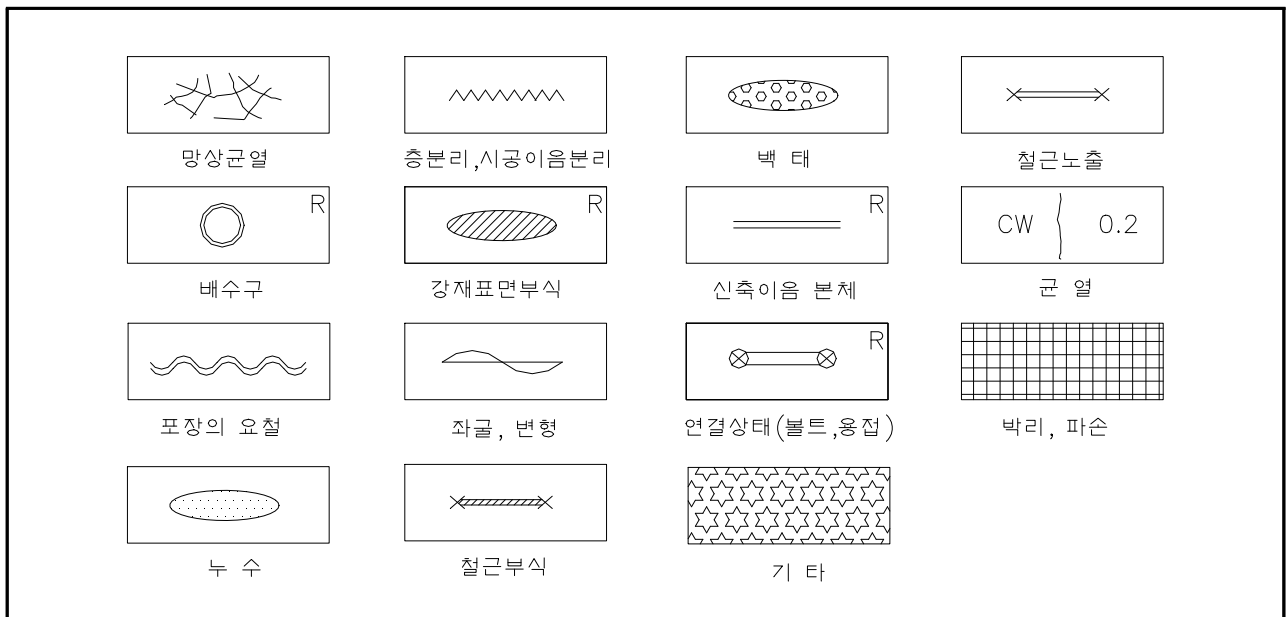 망상균열 층분리,시공이음분리 백 태 철근노출
R R R CW 0.2
배수구 강재표면부식 신축이음 본체 균 열
R
포장의 요철 좌굴, 변형 연결상태(볼트,용접) 박리, 파손
누 수 철근부식 기 타